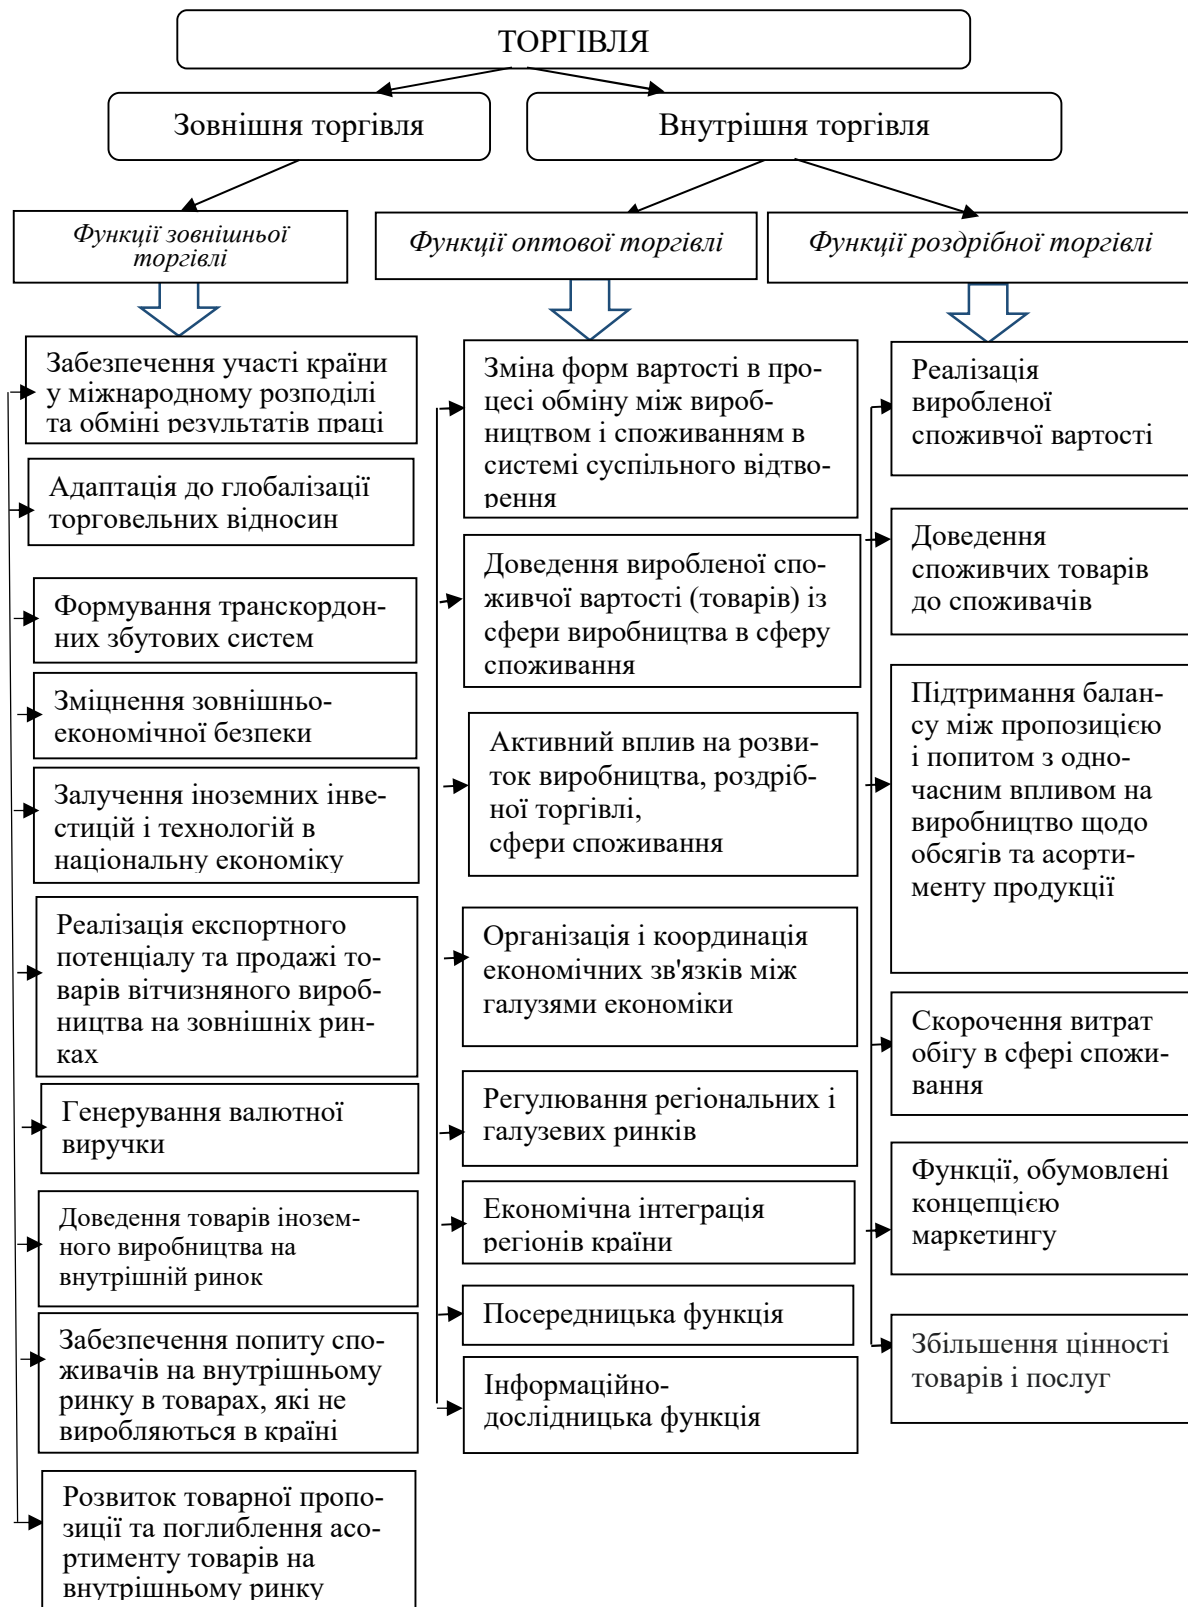 ТОРГІВЛЯ
Зовнішня торгівля
Внутрішня торгівля
Функції зовнішньої
торгівлі
Функції оптової торгівлі
Функції роздрібної торгівлі
Забезпечення участі країни
у міжнародному розподілі
та обміні результатів праці
Адаптація до глобалізації
торговельних відносин
Формування транскордон-
них збутових систем
Зміцнення зовнішньо-
економічної безпеки
Залучення іноземних інве-
стицій і технологій в
національну економіку
Реалізація експортного
потенціалу та продажі то-
варів вітчизняного вироб-
ництва на зовнішніх рин-
ках
Генерування валютної
виручки
Доведення товарів інозем-
ного виробництва на
внутрішній ринок
Забезпечення попиту спо-
живачів на внутрішньому
ринку в товарах, які не
виробляються в країні
Розвиток товарної пропо-
зиції та поглиблення асо-
ртименту товарів на
внутрішньому ринку
Зміна форм вартості в про-
цесі обміну між вироб-
ництвом і споживанням в
системі суспільного відтво-
рення
Доведення виробленої спо-
живчої вартості (товарів) із
сфери виробництва в сферу
споживання
Активний вплив на розви-
ток виробництва, роздріб-
ної торгівлі,
сфери споживання
Організація і координація
економічних зв'язків між
галузями економіки
Регулювання регіональних і
галузевих ринків
Економічна інтеграція
регіонів країни
Посередницька функція
Інформаційно-
дослідницька функція
Реалізація
виробленої
споживчої вартості
Доведення
споживчих товарів
до споживачів
Підтримання балан-
су між пропозицією
і попитом з одно-
часним впливом на
виробництво щодо
обсягів та асорти-
менту продукції
Скорочення витрат
обігу в сфері спожи-
вання
Функції, обумовлені
концепцією
маркетингу
Збільшення цінності
товарів і послуг